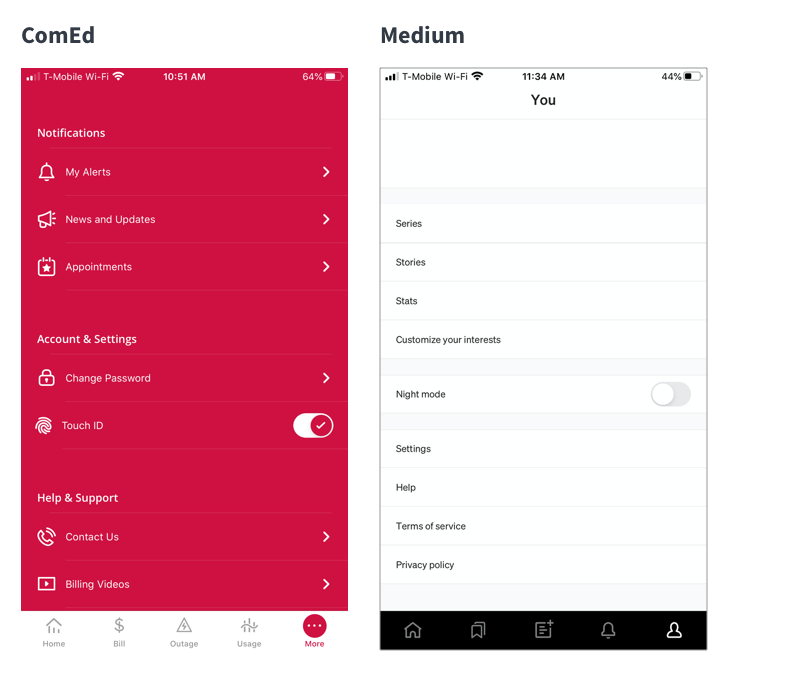 ComEd
T-Mobile Wi-Fi 10:51 AM 64%
Notifications
My Alerts
News and Updates
Appointments
Account & Settings
Change Password
Touch ID
Help & Support
Contact Us
Billing Videos
Home Bill Outage Usage More
Medium
T-Mobile Wi-Fi 11:34 AM 44%
You
Series
Stories
Stats
Customize your interests
Night mode
Settings
Help
Terms of service
Privacy policy